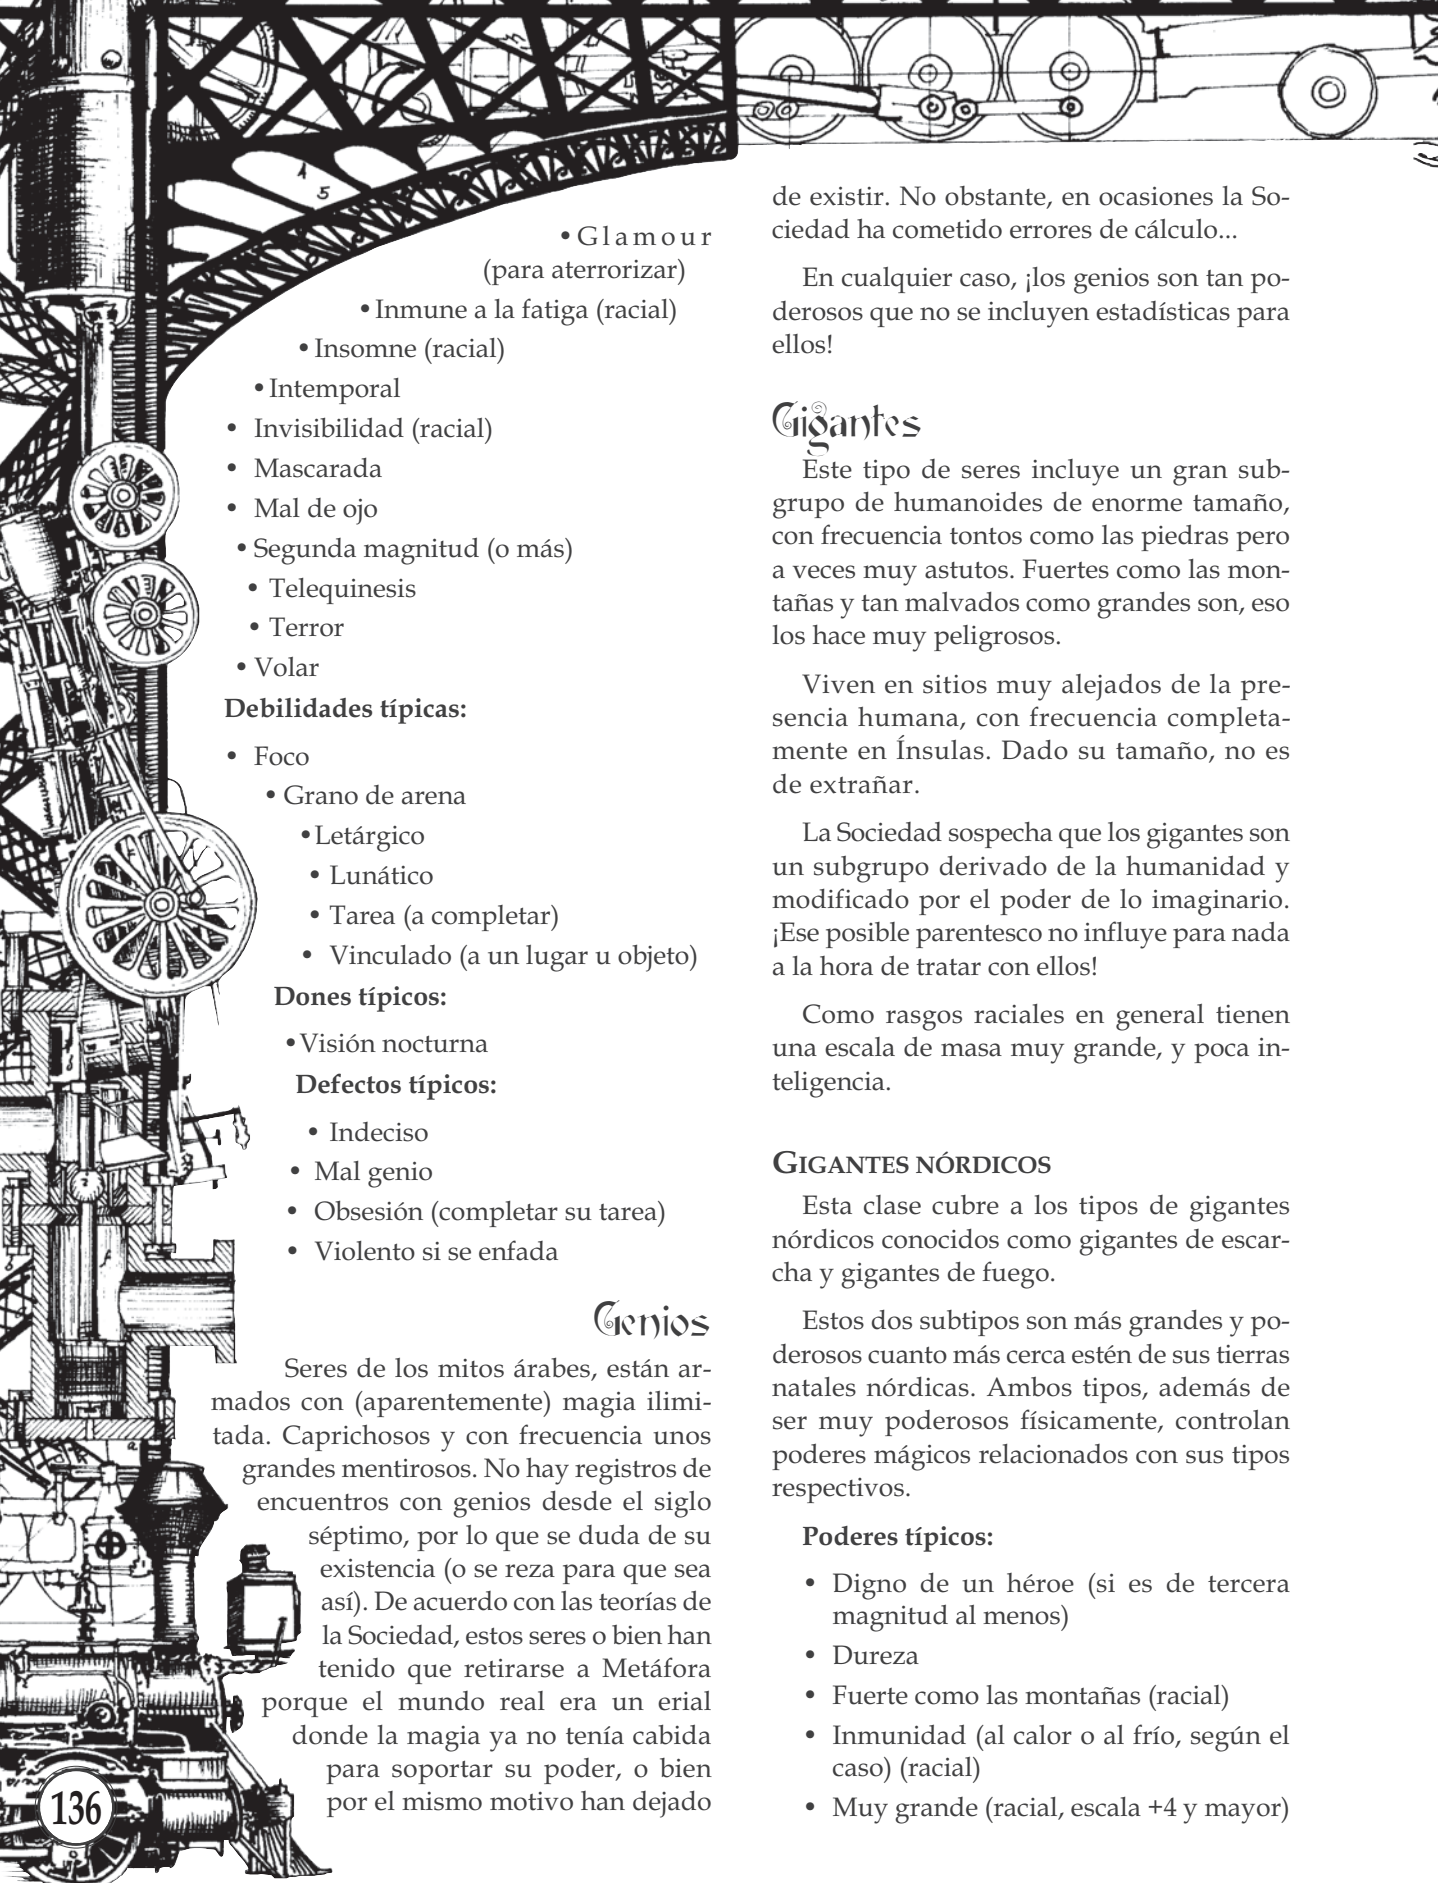 • Glamour
(para aterrorizar)
• Inmune a la fatiga (racial)
• Insomne (racial)
• Intemporal
• Invisibilidad (racial)
• Mascarada
• Mal de ojo
• Segunda magnitud (o más)
• Telequinesis
• Terror
• Volar
Debilidades típicas:
• Foco
• Grano de arena
• Letárgico
• Lunático
• Tarea (a completar)
• Vinculado (a un lugar u objeto)
Dones típicos:
• Visión nocturna
Defectos típicos:
• Indeciso
• Mal genio
• Obsesión (completar su tarea)
• Violento si se enfada
Genios
Seres de los mitos árabes, están ar-
mados con (aparentemente) magia ilimi-
tada. Caprichosos y con frecuencia unos
grandes mentirosos. No hay registros de
encuentros con genios desde el siglo
séptimo, por lo que se duda de su
existencia (o se reza para que sea
así). De acuerdo con las teorías de
la Sociedad, estos seres o bien han
tenido que retirarse a Metáfora
porque el mundo real era un erial
donde la magia ya no tenía cabida
para soportar su poder, o bien
por el mismo motivo han dejado
de existir. No obstante, en ocasiones la So-
ciedad ha cometido errores de cálculo...
En cualquier caso, ¡los genios son tan po-
derosos que no se incluyen estadísticas para
ellos!
Gigantes
Este tipo de seres incluye un gran sub-
grupo de humanoides de enorme tamaño,
con frecuencia tontos como las piedras pero
a veces muy astutos. Fuertes como las mon-
tañas y tan malvados como grandes son, eso
los hace muy peligrosos.
Viven en sitios muy alejados de la pre-
sencia humana, con frecuencia completa-
mente en Ínsulas. Dado su tamaño, no es
de extrañar.
La Sociedad sospecha que los gigantes son
un subgrupo derivado de la humanidad y
modificado por el poder de lo imaginario.
¡Ese posible parentesco no influye para nada
a la hora de tratar con ellos!
Como rasgos raciales en general tienen
una escala de masa muy grande, y poca in-
teligencia.
GIGANTES NÓRDICOS
Esta clase cubre a los tipos de gigantes
nórdicos conocidos como gigantes de escar-
cha y gigantes de fuego.
Estos dos subtipos son más grandes y po-
derosos cuanto más cerca estén de sus tierras
natales nórdicas. Ambos tipos, además de
ser muy poderosos físicamente, controlan
poderes mágicos relacionados con sus tipos
respectivos.
Poderes típicos:
• Digno de un héroe (si es de tercera
magnitud al menos)
• Dureza
• Fuerte como las montañas (racial)
• Inmunidad (al calor o al frío, según el
caso) (racial)
• Muy grande (racial, escala +4 y mayor)
136